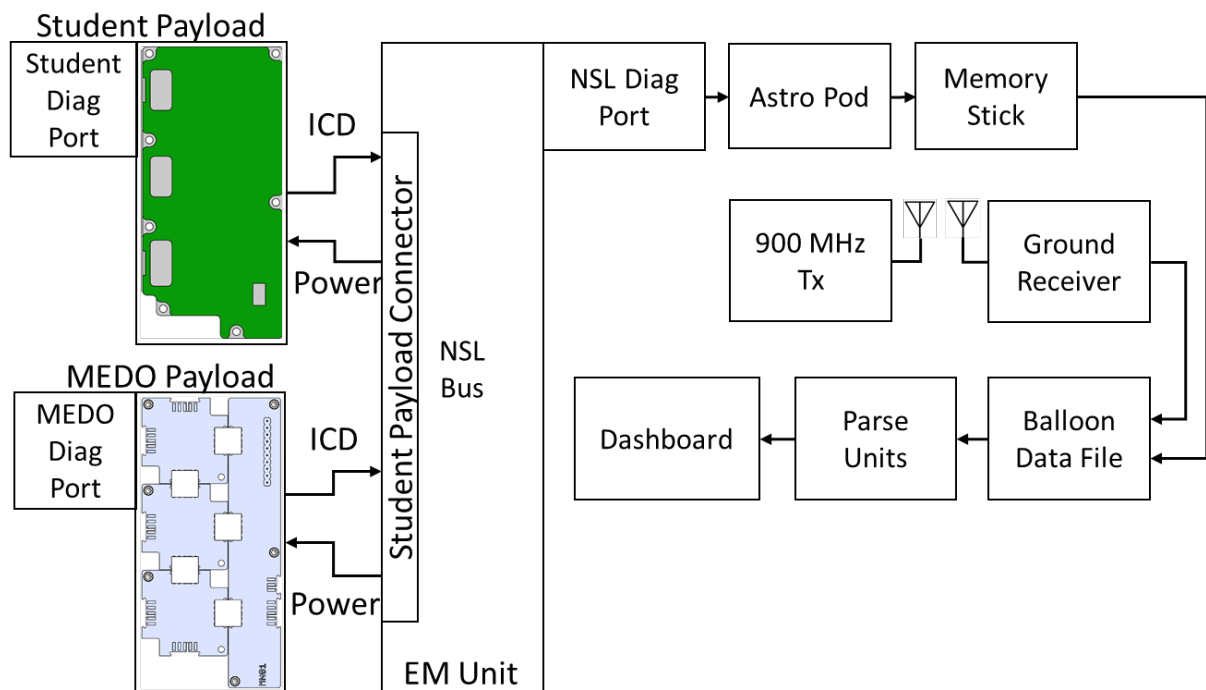 Student Payload
Student
Diag
Port
ICD
Power
MEDO Payload
MEDO
Diag
Port
ICD
Power
Student Payload Connector
NSL
Bus
EM Unit
NSL Diag
Port
Astro Pod
Memory
Stick
900 MHz
Tx
Ground
Receiver
Dashboard
Parse
Units
Balloon
Data File